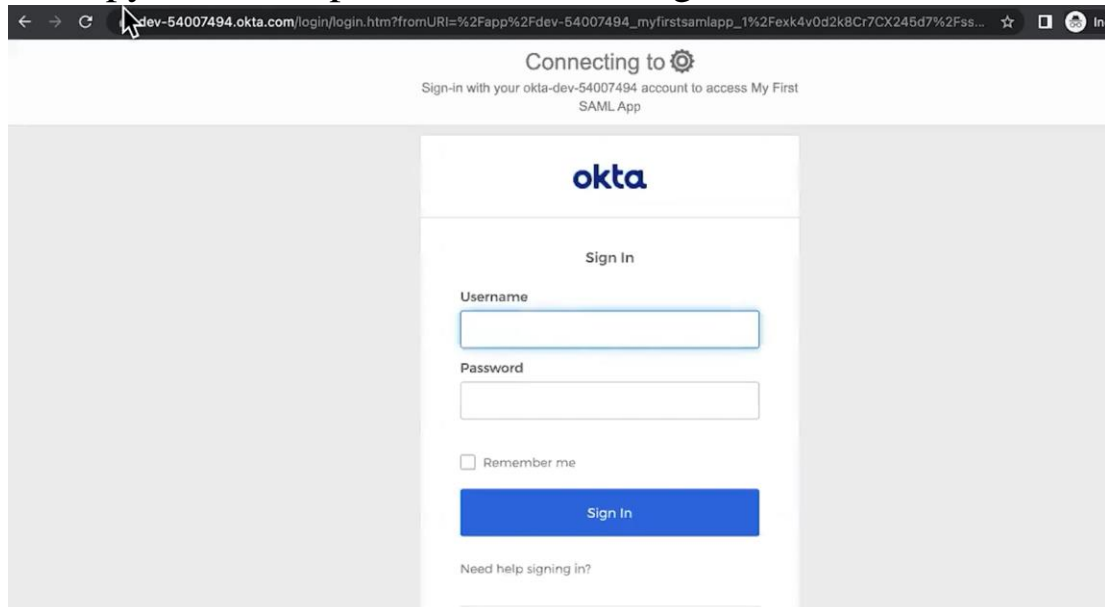 dev-54007494.okta.com/login/login.htm?fromURI=%2Fapp%2Fdev-54007494_myfirstsamlapp_1%2Fexk4v0d2k8Cr7CX245d7%2Fss...
In
Connecting to
Sign-in with your okta-dev-54007494 account to access My First
SAML App
okta
Sign In
Username
Password
Remember me
Sign In
Need help signing in?